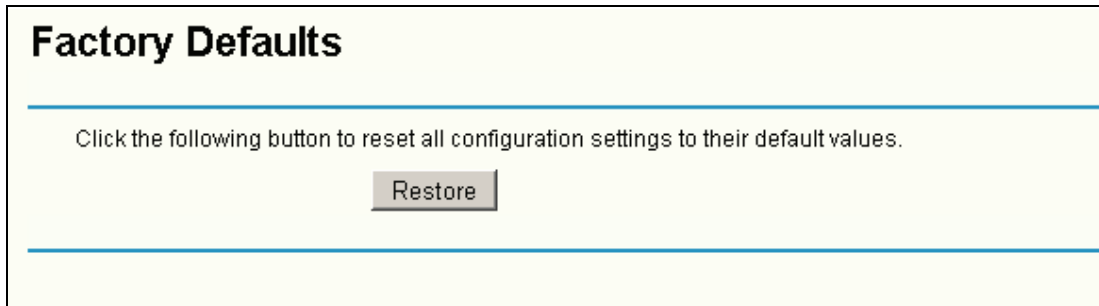 Factory Defaults
Click the following button to reset all configuration settings to their default values.
Restore